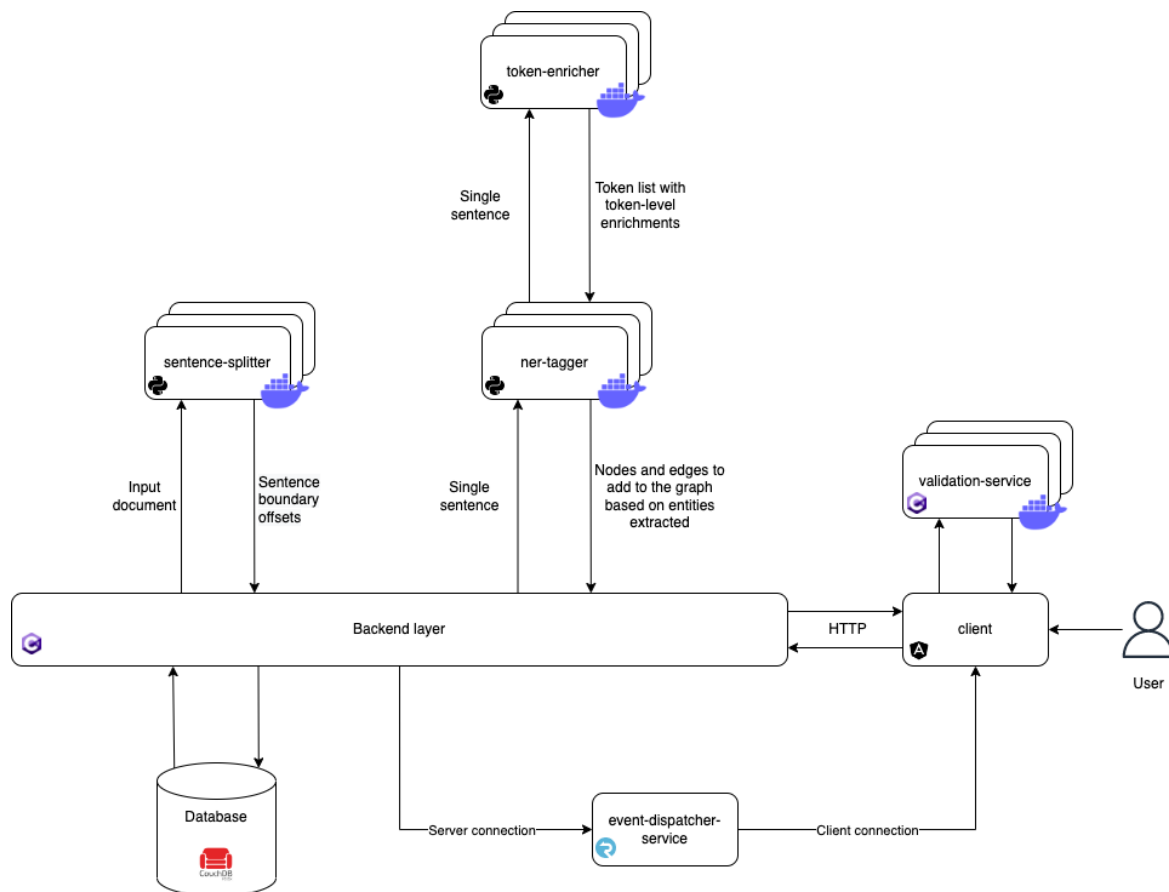 token-enricher
Single
sentence
Token list with
token-level
enrichments
sentence-splitter
ner-tagger
Input
document
Sentence
boundary
offsets
Single
sentence
Nodes and edges to
add to the graph
based on entities
extracted
validation-service
Backend layer
HTTP
client
User
Database
CouchDB
Server connection
event-dispatcher-
service
Client connection